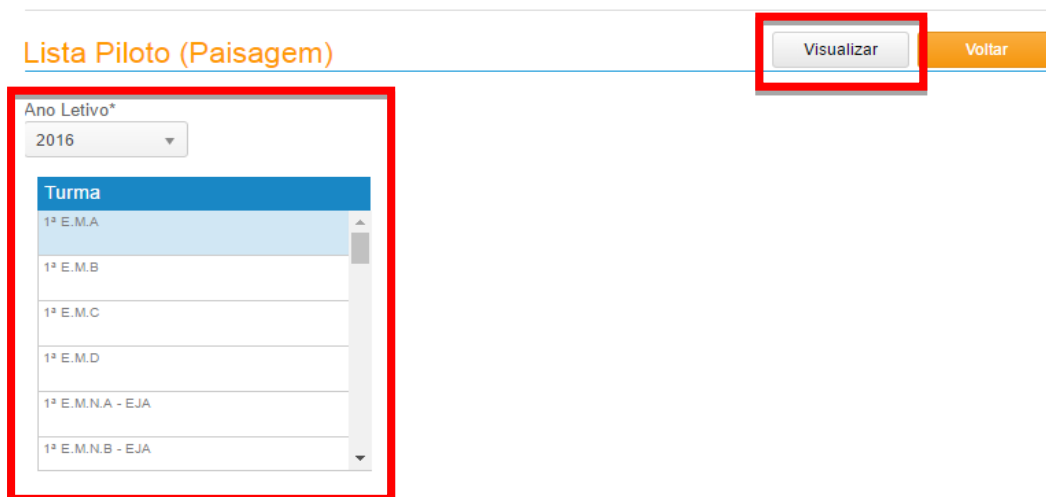 Lista Piloto (Paisagem)
Visualizar
Voltar
Ano Letivo*
2016
Turma
1ª E.M.A
1ª E.M.B
1ª E.M.C
1ª E.M.D
1ª E.M.N.A - EJA
1ª E.M.N.B - EJA